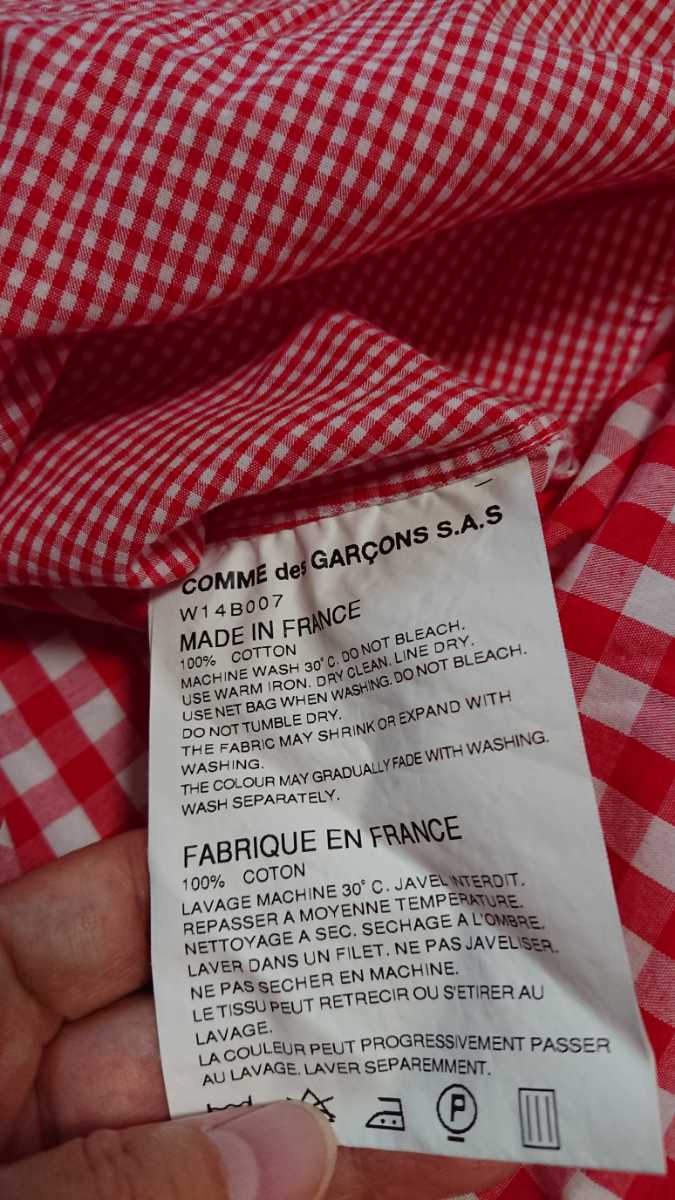 COMME des GARÇONS S.A.S
W14B007
MADE IN FRANCE
100% COTTON
MACHINE WASH 30°C. DO NOT BLEACH.
USE WARM IRON. DRY CLEAN. LINE DRY.
USE NET BAG WHEN WASHING. DO NOT BLEACH.
DO NOT TUMBLE DRY.
THE FABRIC MAY SHRINK OR EXPAND WITH
WASHING.
THE COLOUR MAY GRADUALLY FADE WITH WASHING.
WASH SEPARATELY.
FABRIQUE EN FRANCE
100% COTON
LAVAGE MACHINE 30° C. JAVEL INTERDIT.
REPASSER A MOYENNE TEMPERATURE.
NETTOYAGE A SEC. SECHAGE A L'OMBRE.
LAVER DANS UN FILET. NE PAS JAVELISER.
NE PAS SECHER EN MACHINE.
LE TISSU PEUT RETRECIR OU S'ETIRER AU
LAVAGE.
LA COULEUR PEUT PROGRESSIVEMENT PASSER
AU LAVAGE. LAVER SEPAREMMENT.
P